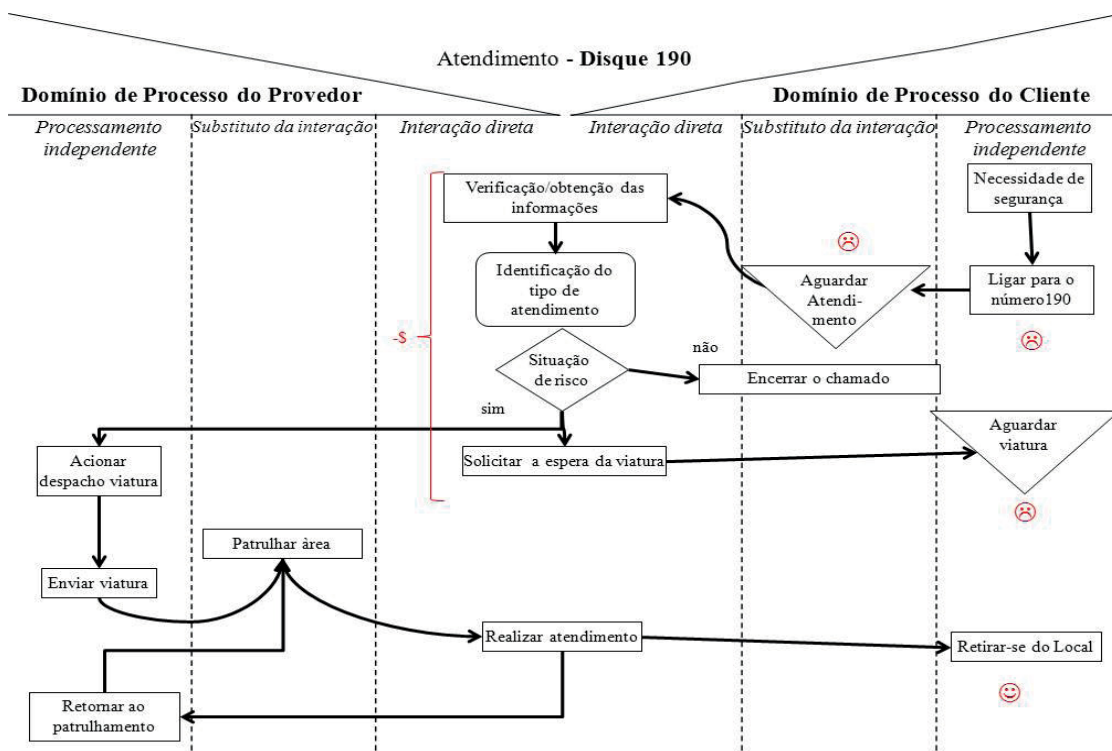 Atendimento - Disque 190
Domínio de Processo do Provedor
Domínio de Processo do Cliente
Processamento
independente
Substituto da interação
Interação direta
Interação direta
Substituto da interação
Processamento
independente
Necessidade de
segurança
Verificação/obtenção das
informações
Identificação do
tipo de
atendimento
Aguardar
Atendi-
mento
Ligar para o
número190
-$
Situação
de risco
não
Encerrar o chamado
sim
Aguardar
viatura
Acionar
despacho viatura
Solicitar a espera da viatura
Patrulhar àrea
Enviar viatura
Realizar atendimento
Retirar-se do Local
Retornar ao
patrulhamento